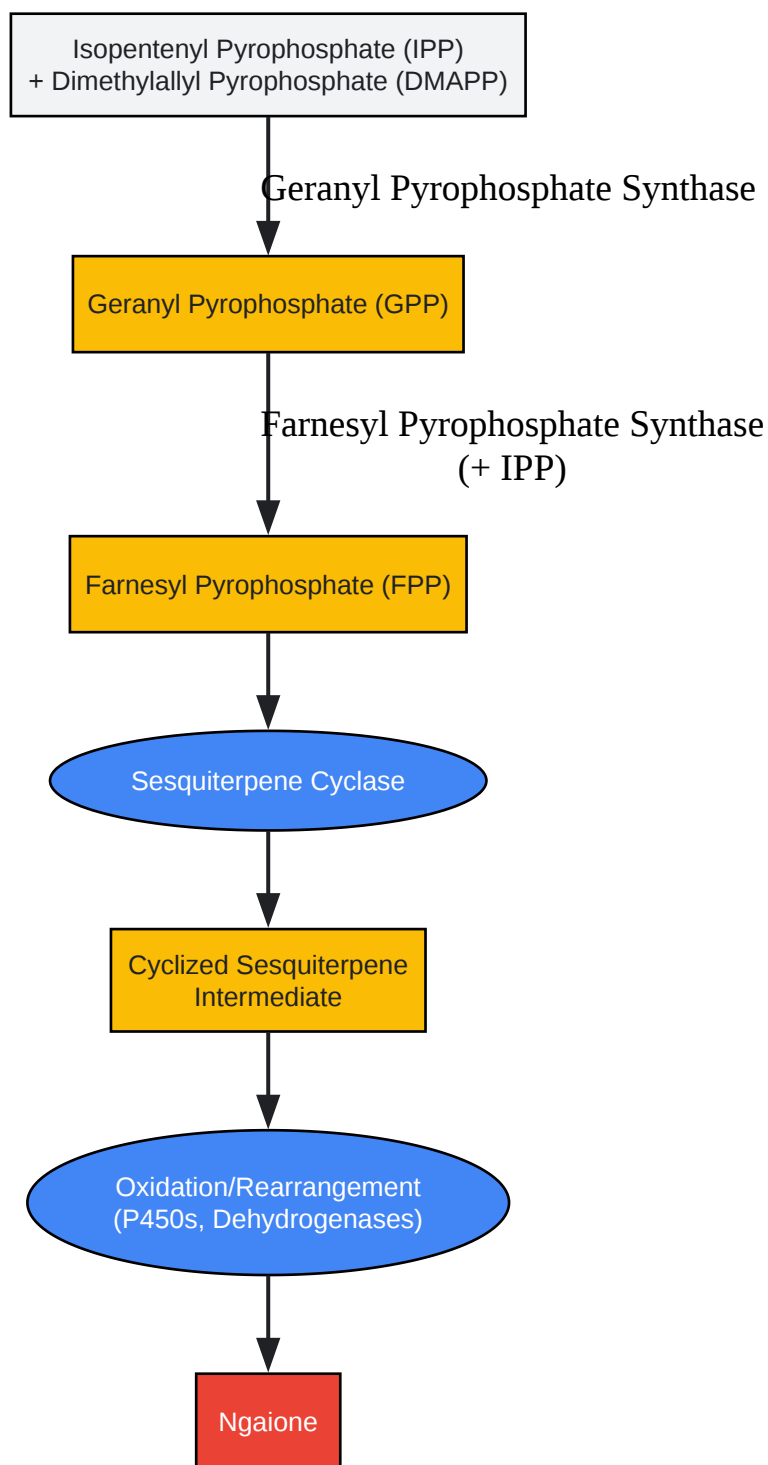 Isopentenyl Pyrophosphate (IPP)
+ Dimethylallyl Pyrophosphate (DMAPP)
Geranyl Pyrophosphate Synthase
Geranyl Pyrophosphate (GPP)
Farnesyl Pyrophosphate Synthase
(+ IPP)
Farnesyl Pyrophosphate (FPP)
Sesquiterpene Cyclase
Cyclized Sesquiterpene
Intermediate
Oxidation/Rearrangement
(P450s, Dehydrogenases)
Ngaione